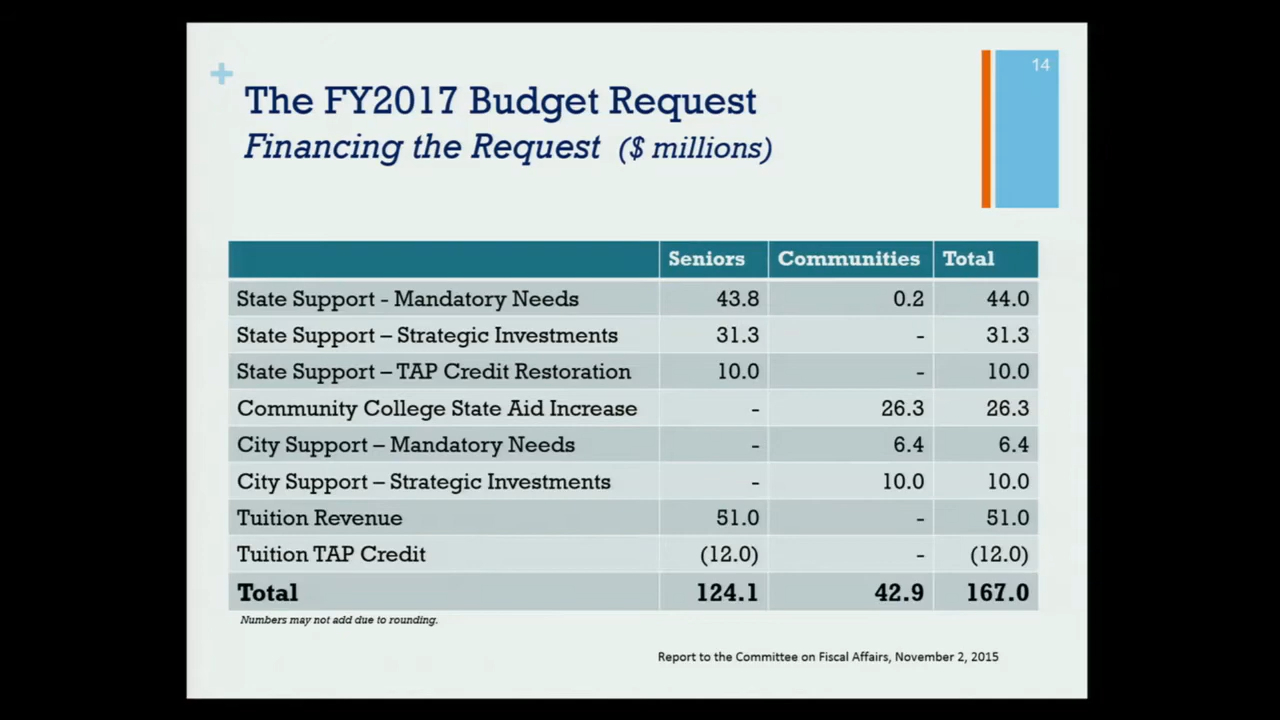 14
The FY2017 Budget Request
Financing the Request ($ millions)
Seniors Communities Total
State Support - Mandatory Needs 43.8 0.2 44.0
State Support – Strategic Investments 31.3 - 31.3
State Support – TAP Credit Restoration 10.0 - 10.0
Community College State Aid Increase - 26.3 26.3
City Support – Mandatory Needs - 6.4 6.4
City Support – Strategic Investments - 10.0 10.0
Tuition Revenue 51.0 - 51.0
Tuition TAP Credit (12.0) - (12.0)
Total 124.1 42.9 167.0
Numbers may not add due to rounding.
Report to the Committee on Fiscal Affairs, November 2, 2015